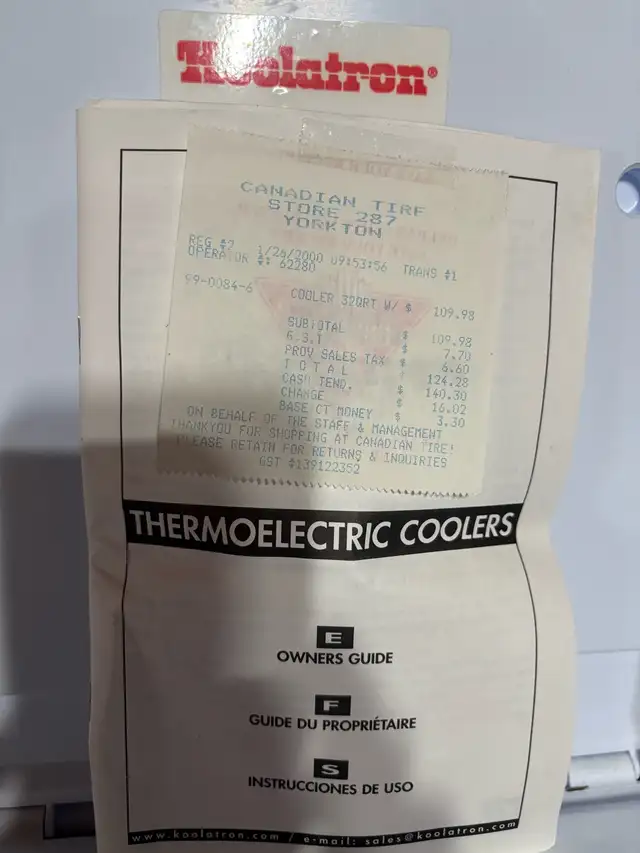 Koolatron®
CANADIAN TIRE
STORE 287
YORKTON
REG #2 1/26/2000 09:53:56 TRANS #1
OPERATOR #: 62280
99-0084-6 COOLER 32QRT W/ $ 109.98
SUBTOTAL $ 109.98
G.S.T $ 7.70
PROV SALES TAX $ 6.60
T O T A L $ 124.28
CASH TEND. $ 140.30
CHANGE $ 16.02
BASE CT MONEY $ 3.30
ON BEHALF OF THE STAFF & MANAGEMENT
THANKYOU FOR SHOPPING AT CANADIAN TIRE!
PLEASE RETAIN FOR RETURNS & INQUIRIES
GST #139122352
THERMOELECTRIC COOLERS
E
OWNERS GUIDE
F
GUIDE DU PROPRIÉTAIRE
S
INSTRUCCIONES DE USO
www.koolatron.com / e-mail: sales@koolatron.com